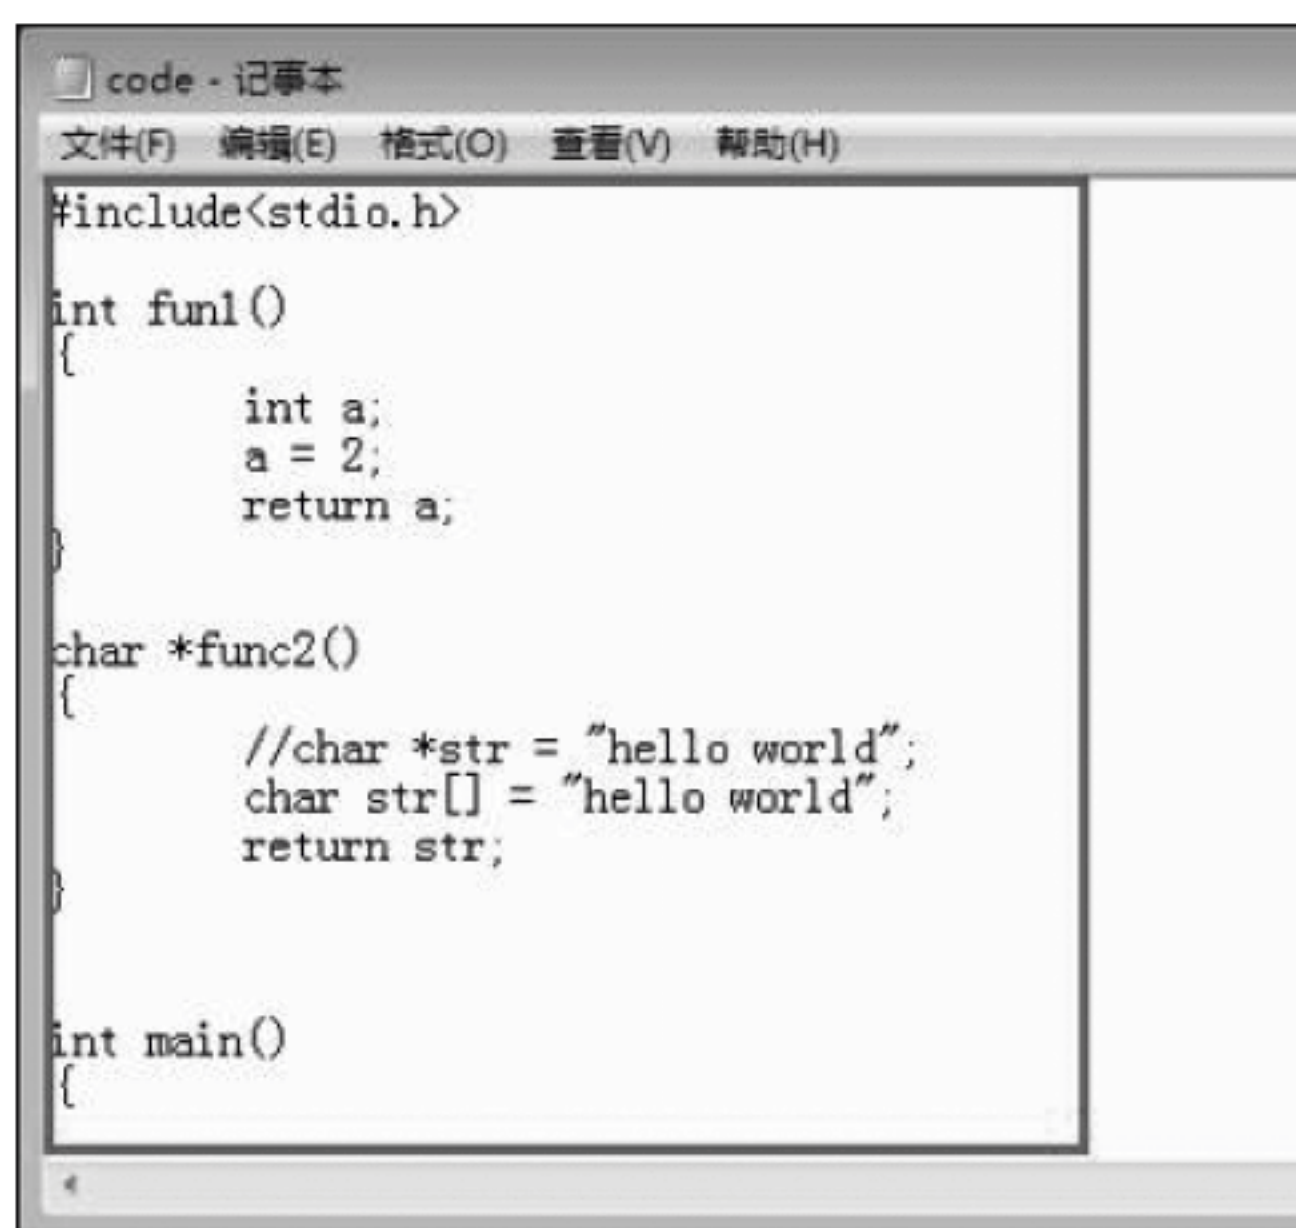 code - 记事本
文件(F) 编辑(E) 格式(O) 查看(V) 帮助(H)
#include<stdio.h>
int fun1()
{
        int a;
        a = 2;
        return a;
}
char *func2()
{
        //char *str = "hello world";
        char str[] = "hello world";
        return str;
}
int main()
{